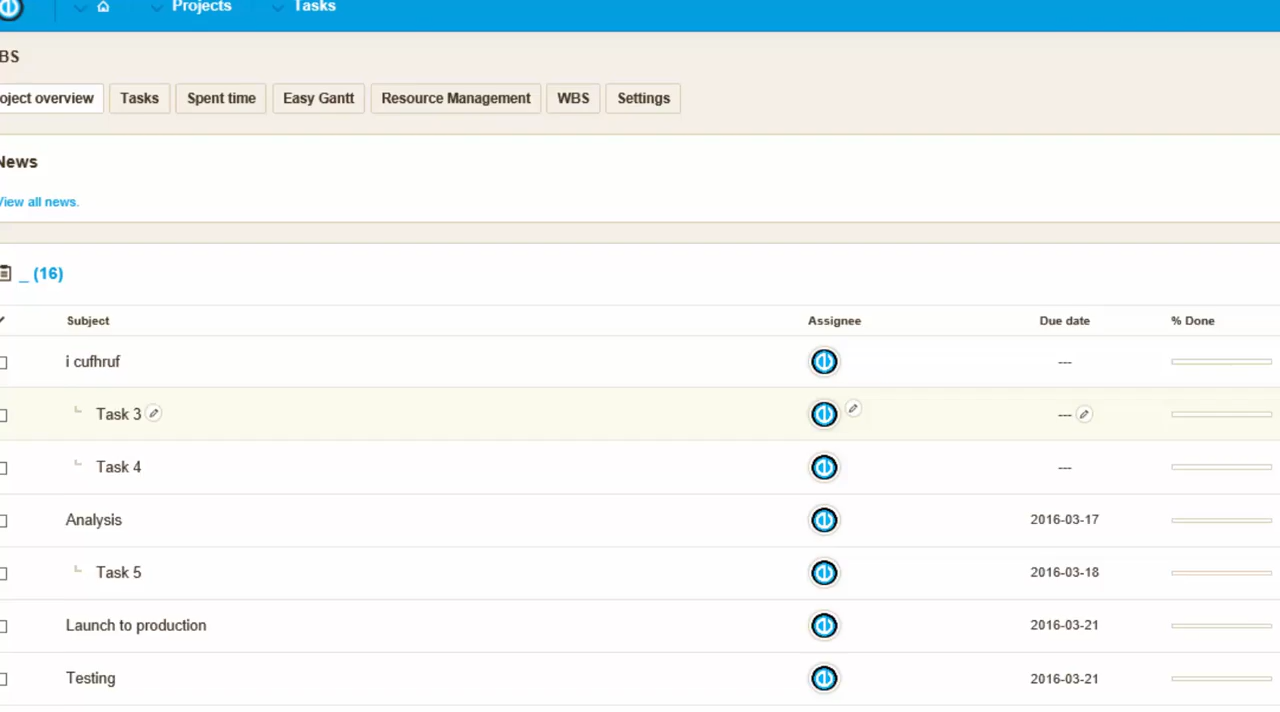 Projects Tasks
BS
oject overview Tasks Spent time Easy Gantt Resource Management WBS Settings
News
View all news.
_ (16)
Subject Assignee Due date % Done
i cufhruf ---
Task 3 ---
Task 4 ---
Analysis 2016-03-17
Task 5 2016-03-18
Launch to production 2016-03-21
Testing 2016-03-21